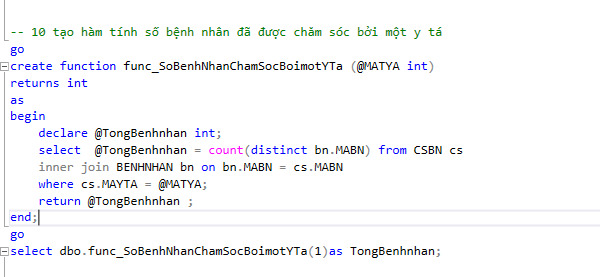 -- 10 tạo hàm tính số bệnh nhân đã được chăm sóc bởi một y tá
go
create function func_SoBenhNhanChamSocBoimotYTa (@MATYA int)
returns int
as
begin
declare @TongBenhnhan int;
select  @TongBenhnhan = count(distinct bn.MABN) from CSBN cs
inner join BENHNHAN bn on bn.MABN = cs.MABN
where cs.MAYTA = @MATYA;
return @TongBenhnhan ;
end;
go
select dbo.func_SoBenhNhanChamSocBoimotYTa(1)as TongBenhnhan;